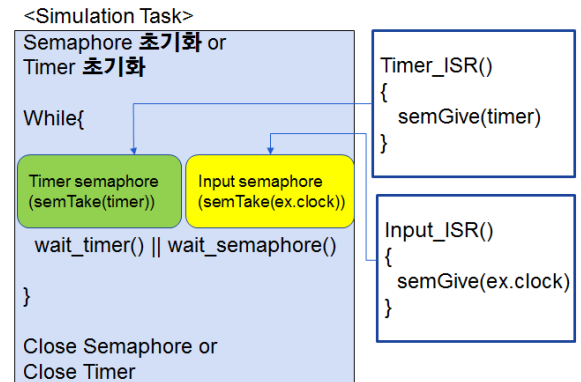 <Simulation Task>
Semaphore 초기화 or
Timer 초기화
While{
Timer semaphore
(semTake(timer))
Input semaphore
(semTake(ex.clock))
wait_timer() || wait_semaphore()
}
Close Semaphore or
Close Timer
Timer_ISR()
{
semGive(timer)
}
Input_ISR()
{
semGive(ex.clock)
}